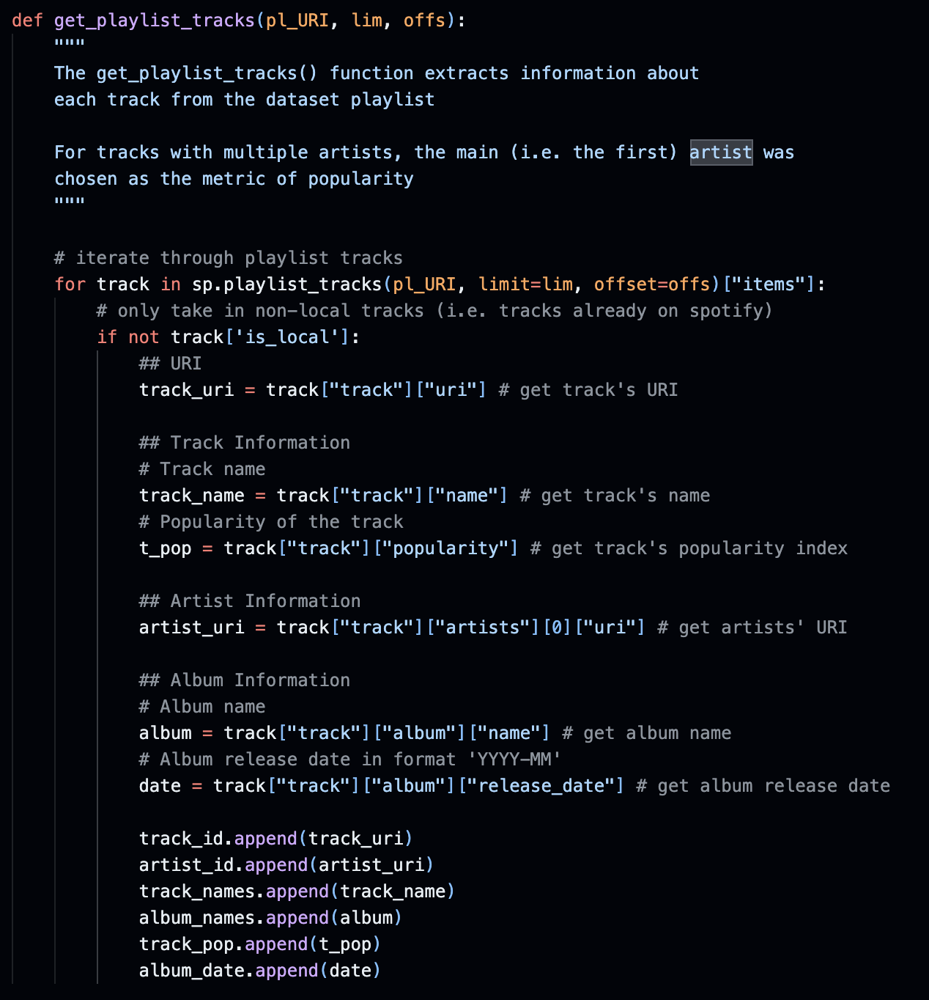 def get_playlist_tracks(pl_URI, lim, offs):
    """
    The get_playlist_tracks() function extracts information about
    each track from the dataset playlist

    For tracks with multiple artists, the main (i.e. the first) artist was
    chosen as the metric of popularity
    """

    # iterate through playlist tracks
    for track in sp.playlist_tracks(pl_URI, limit=lim, offset=offs)["items"]:
        # only take in non-local tracks (i.e. tracks already on spotify)
        if not track['is_local']:
            ## URI
            track_uri = track["track"]["uri"] # get track's URI

            ## Track Information
            # Track name
            track_name = track["track"]["name"] # get track's name
            # Popularity of the track
            t_pop = track["track"]["popularity"] # get track's popularity index

            ## Artist Information
            artist_uri = track["track"]["artists"][0]["uri"] # get artists' URI

            ## Album Information
            # Album name
            album = track["track"]["album"]["name"] # get album name
            # Album release date in format 'YYYY-MM'
            date = track["track"]["album"]["release_date"] # get album release date

            track_id.append(track_uri)
            artist_id.append(artist_uri)
            track_names.append(track_name)
            album_names.append(album)
            track_pop.append(t_pop)
            album_date.append(date)